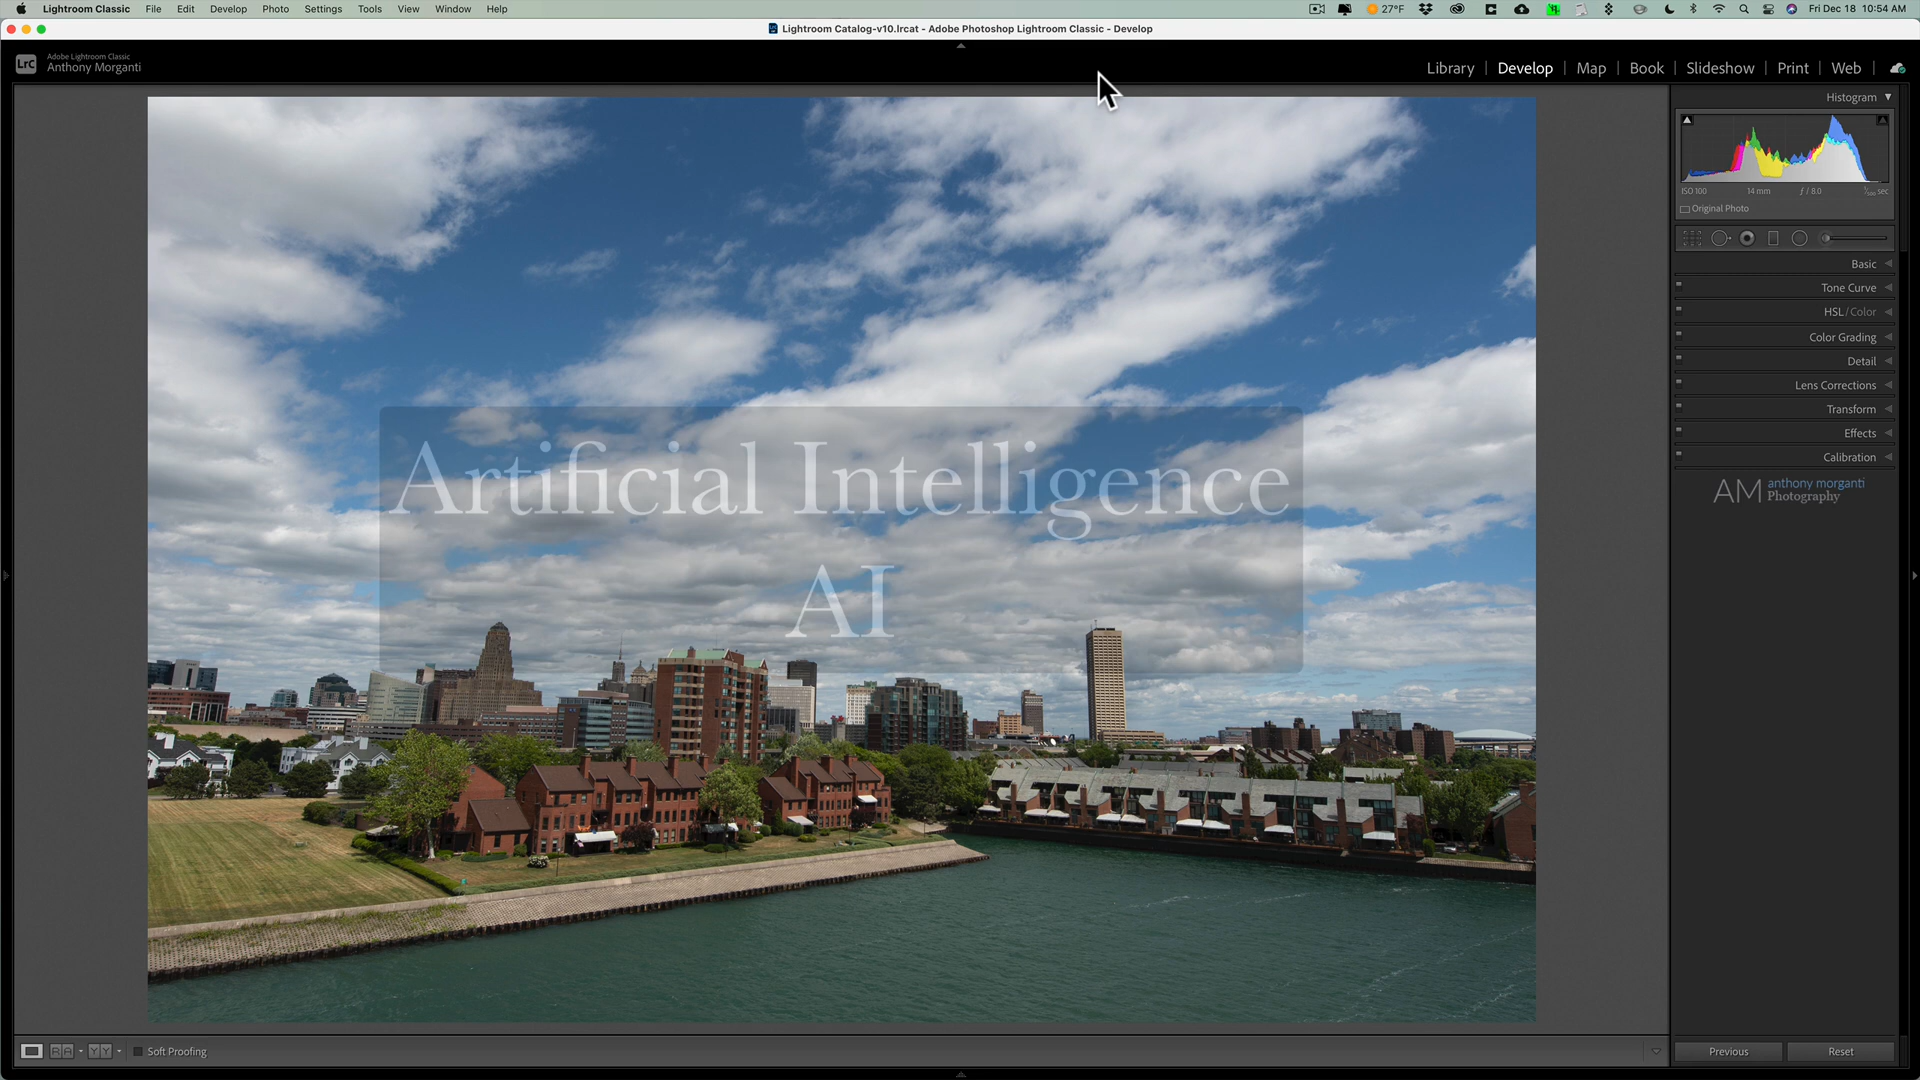 Lightroom Classic File Edit Develop Photo Settings Tools View Window Help 27°F Fri Dec 18 10:54 AM
Lightroom Catalog-v10.lrcat - Adobe Photoshop Lightroom Classic - Develop
LrC Adobe Lightroom Classic
Anthony Morganti
Library | Develop | Map | Book | Slideshow | Print | Web |
Histogram
ISO 100 14 mm ƒ / 8.0 sec
Original Photo
Basic
Tone Curve
HSL / Color
Color Grading
Detail
Lens Corrections
Transform
Effects
Calibration
AM anthony morganti
Photography
Artificial Intelligence
AI
R A Y Y Soft Proofing
Previous Reset